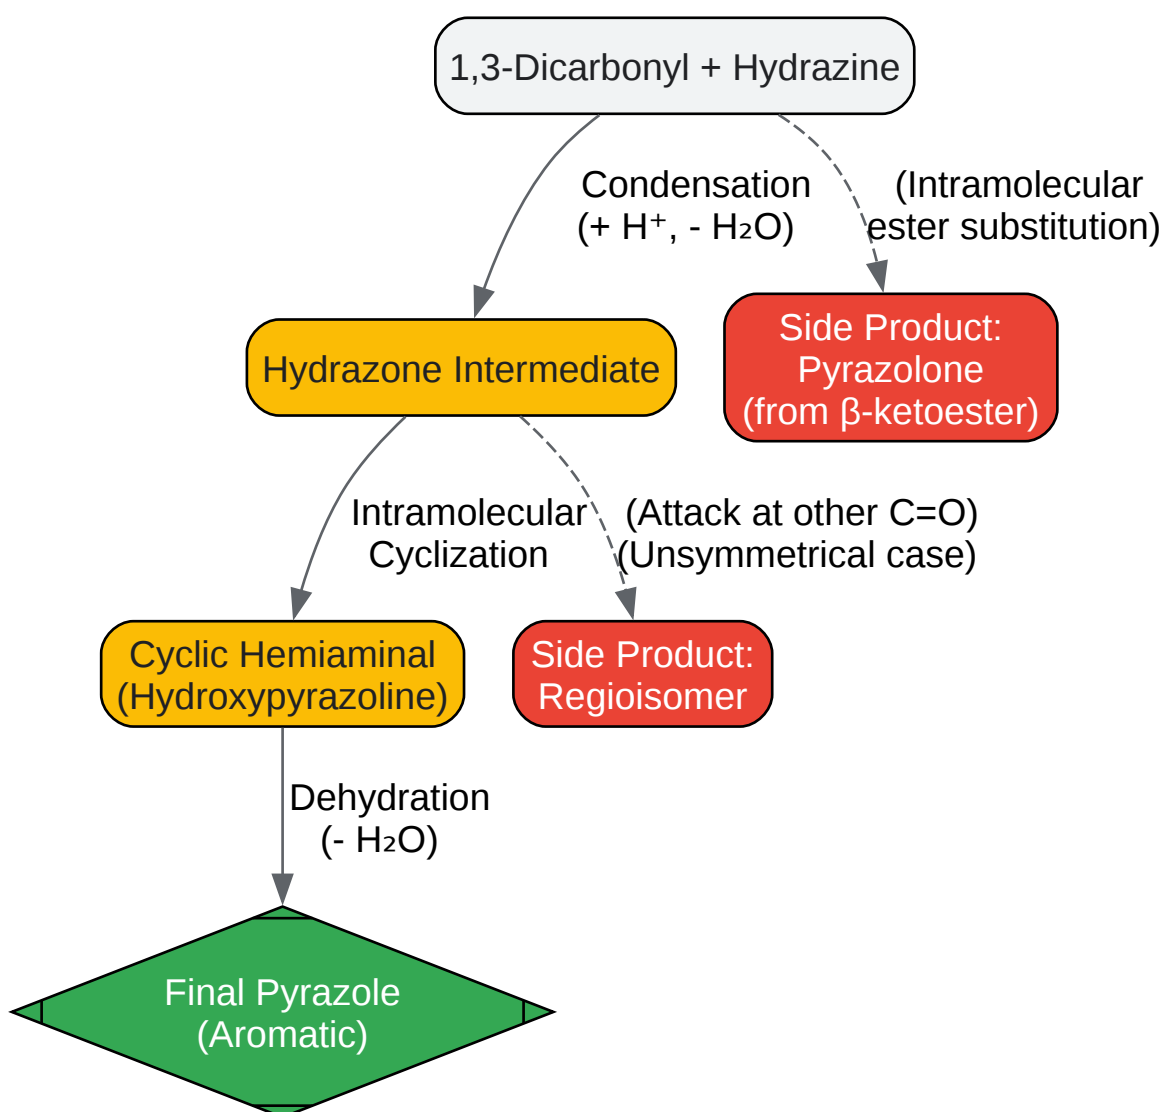 1,3-Dicarbonyl + Hydrazine
Condensation
(+ H⁺, - H₂O)
(Intramolecular
ester substitution)
Hydrazone Intermediate
Side Product:
Pyrazolone
(from β-ketoester)
Intramolecular
Cyclization
(Attack at other C=O)
(Unsymmetrical case)
Cyclic Hemiaminal
(Hydroxypyrazoline)
Side Product:
Regioisomer
Dehydration
(- H₂O)
Final Pyrazole
(Aromatic)